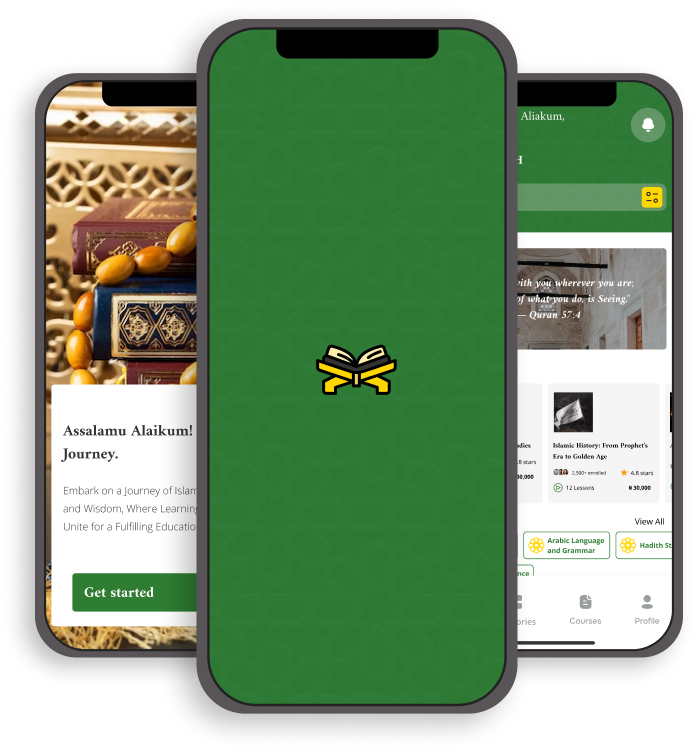 Assalamu Alaikum!
Journey.
Embark on a Journey of Islam
and Wisdom, Where Learning
Unite for a Fulfilling Educatio
Get started
Aliakum,
H
with you wherever you are;
of what you do, is Seeing."
— Quran 57:4
Islamic History: From Prophet's
Era to Golden Age
2,500+ enrolled
4.8 stars
12 Lessons
₦ 30,000
udies
.8 stars
30,000
View All
Arabic Language
and Grammar
Hadith St
nce
ories
Courses
Profile